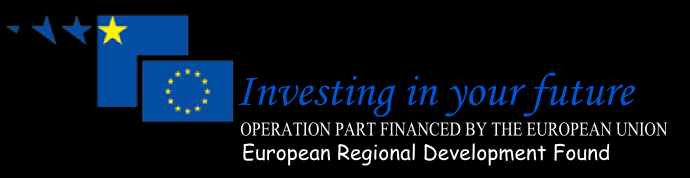 Investing in your future
OPERATION PART FINANCED BY THE EUROPEAN UNION
European Regional Development Found